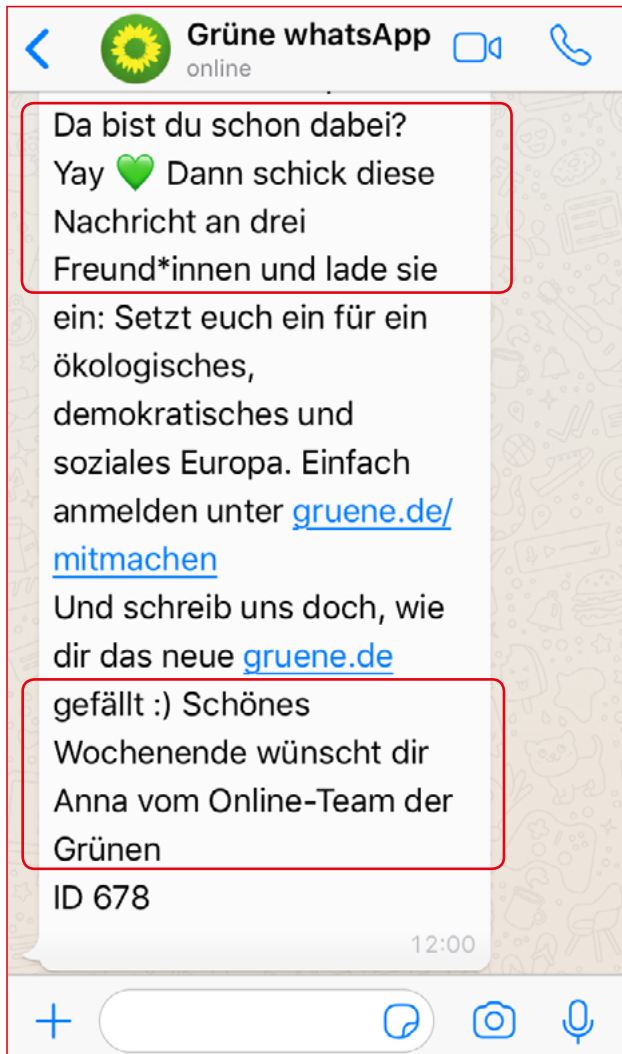 Grüne whatsApp
online
Da bist du schon dabei?
Yay 💚 Dann schick diese
Nachricht an drei
Freund*innen und lade sie
ein: Setzt euch ein für ein
ökologisches,
demokratisches und
soziales Europa. Einfach
anmelden unter gruene.de/
mitmachen
Und schreib uns doch, wie
dir das neue gruene.de
gefällt :) Schönes
Wochenende wünscht dir
Anna vom Online-Team der
Grünen
ID 678
12:00